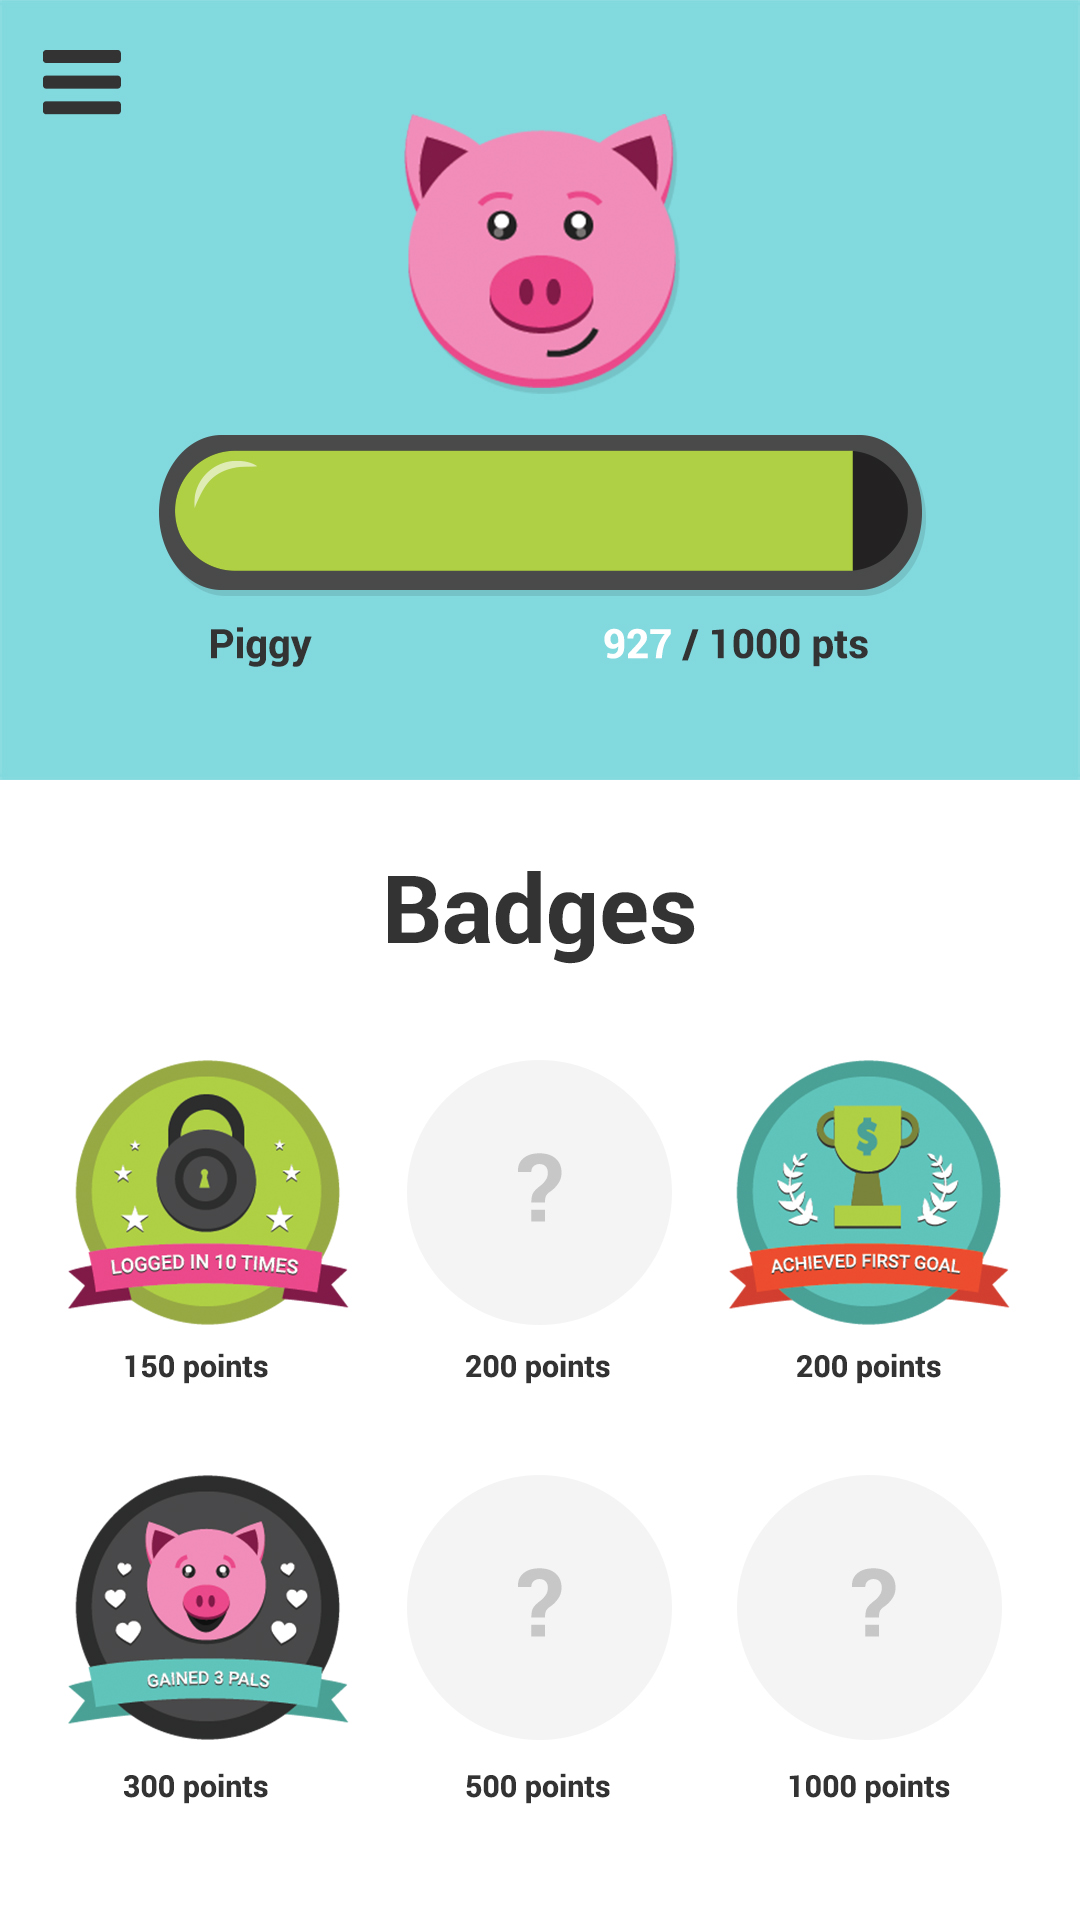 Piggy
927 / 1000 pts
Badges
$
LOGGED IN 10 TIMES
?
ACHIEVED FIRST GOAL
150 points
200 points
200 points
GAINED 3 PALS
?
?
300 points
500 points
1000 points